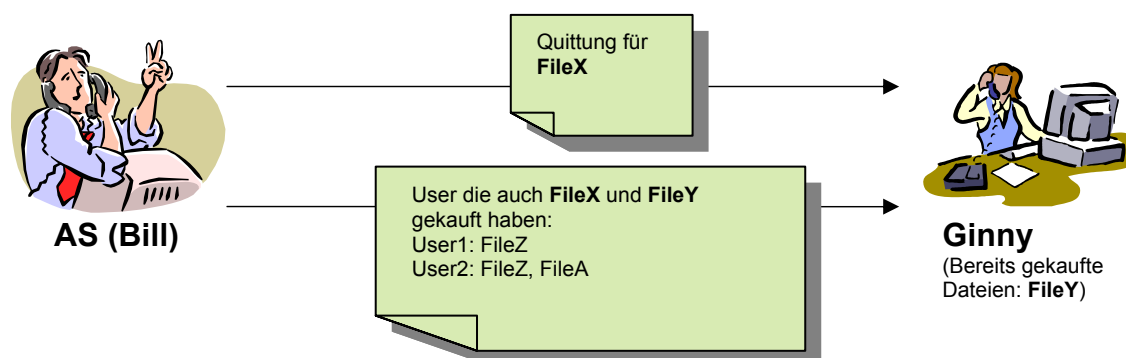 Quittung für
FileX
User die auch FileX und FileY
gekauft haben:
User1: FileZ
User2: FileZ, FileA
AS (Bill)
Ginny
(Bereits gekaufte
Dateien: FileY)